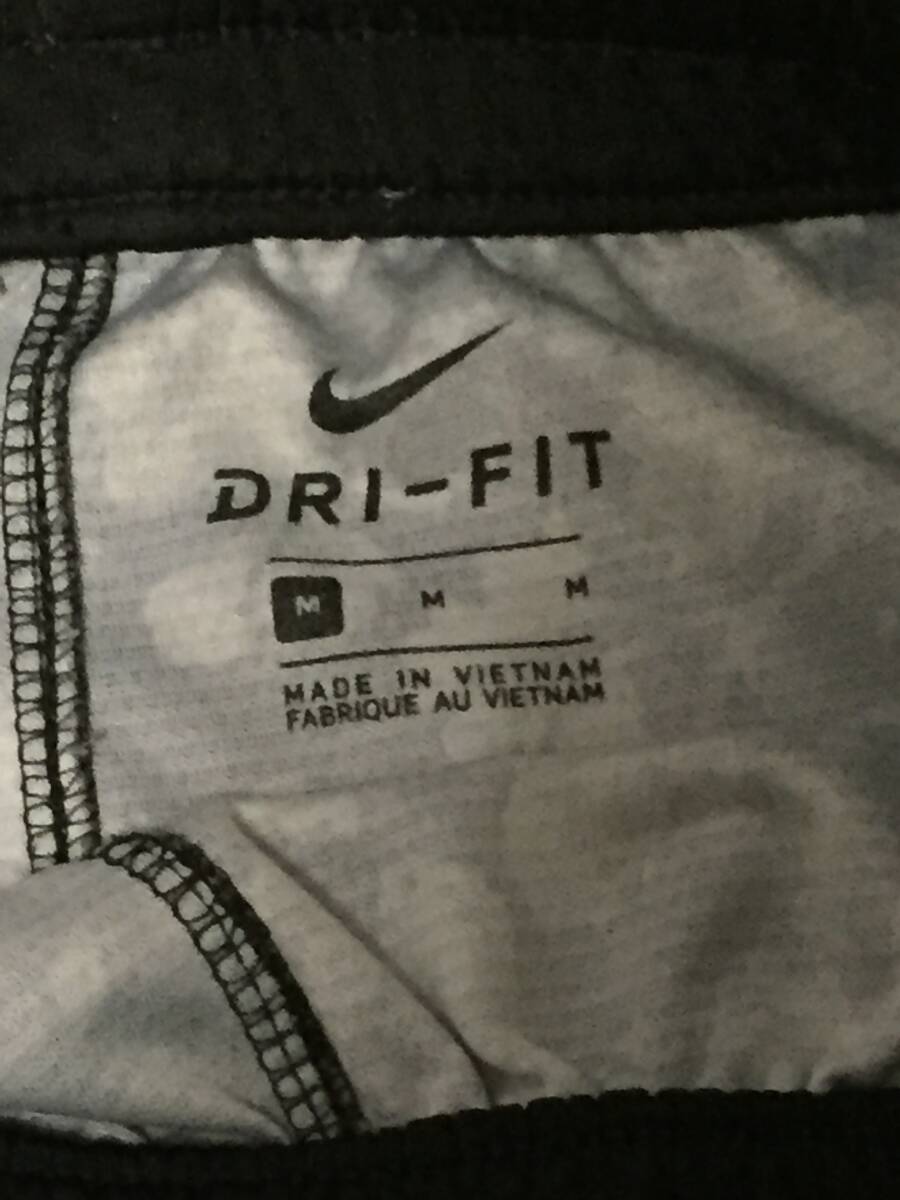 DRI-FIT
M M M
MADE IN VIETNAM
FABRIQUE AU VIETNAM